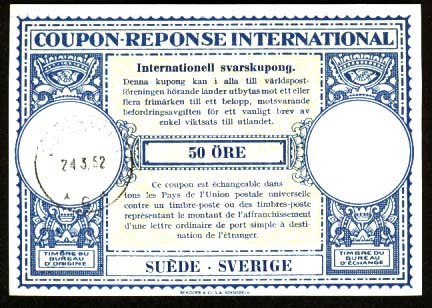 COUPON-REPONSE INTERNATIONAL
Internationell svarskupong.
Denna kupong kan i alla till världspost-
föreningen hörande länder utbytas mot ett eller
flera frimärken till ett belopp, motsvarande
befordringsavgiften för ett vanligt brev av
enkel viktsats till utlandet.
24.3.52
50 ÖRE
Ce coupon est échangeable dans
tous les Pays de l'Union postale universelle
contre un timbre-poste ou des timbres-poste
représentant le montant de l'affranchissement
d'une lettre ordinaire de port simple à desti-
nation de l'étranger.
TIMBRE DU
BUREAU
D'ORIGINE
TIMBRE DU
BUREAU
D'ÉCHANGE
SUÈDE · SVERIGE